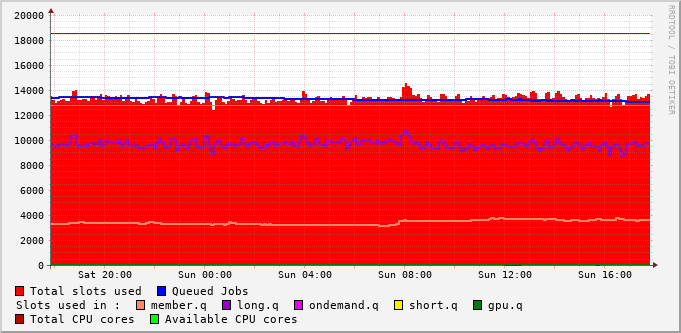 RRDTOOL / TOBI OETIKER
20000
18000
16000
14000
12000
10000
8000
6000
4000
2000
0
Sat 20:00 Sun 00:00 Sun 04:00 Sun 08:00 Sun 12:00 Sun 16:00
Total slots used Queued Jobs
Slots used in : member.q long.q ondemand.q short.q gpu.q
Total CPU cores Available CPU cores